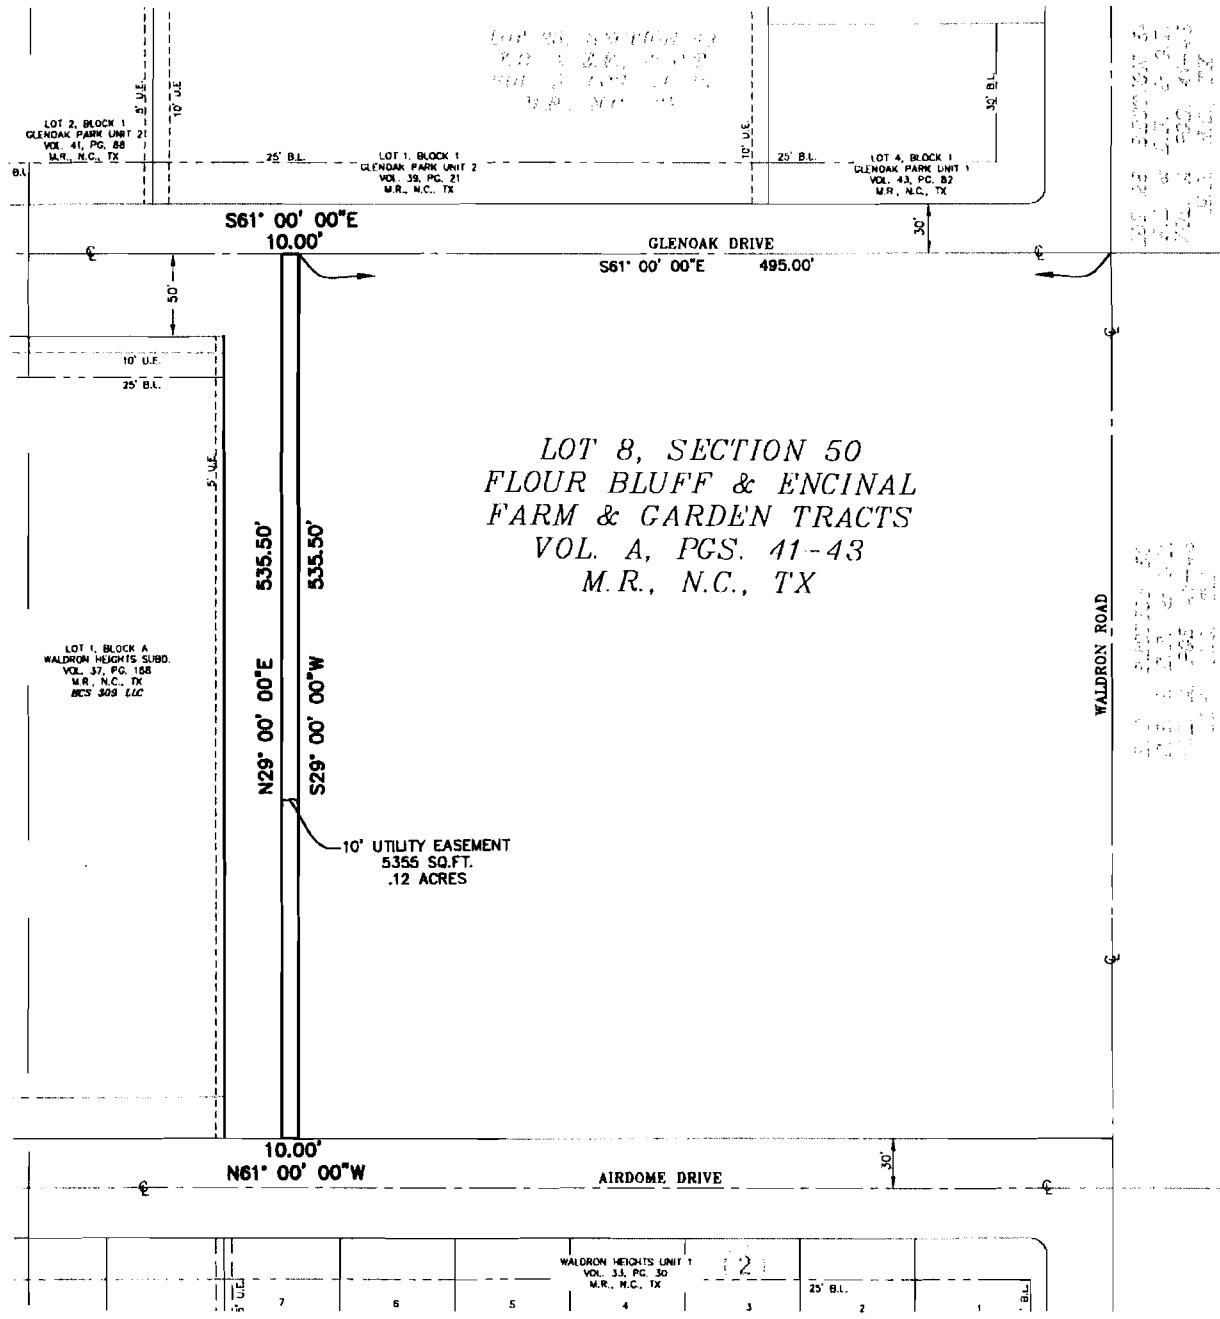 5' U.E.
10' U.E.
LOT 2, BLOCK 1
GLENOAK PARK UNIT 2
VOL. 41, PG. 88
M.R., N.C., TX
B.L.
25' B.L.
LOT 1, BLOCK 1
GLENOAK PARK UNIT 2
VOL. 39, PG. 21
M.R., N.C., TX
10' U.E.
25' B.L.
30' B.L.
LOT 4, BLOCK 1
GLENOAK PARK UNIT 1
VOL. 43, PG. 82
M.R., N.C., TX
S61° 00' 00"E
10.00'
30'
GLENOAK DRIVE
S61° 00' 00"E 495.00'
50'
10' U.E.
25' B.L.
5' U.E.
LOT 8, SECTION 50
FLOUR BLUFF & ENCINAL
FARM & GARDEN TRACTS
VOL. A, PGS. 41-43
M.R., N.C., TX
N29° 00' 00"E 535.50'
S29° 00' 00"W 535.50'
LOT 1, BLOCK A
WALDRON HEIGHTS SUBD.
VOL. 37, PG. 168
M.R., N.C., TX
BCS 309 LLC
WALDRON ROAD
10' UTILITY EASEMENT
5355 SQ.FT.
.12 ACRES
10.00'
N61° 00' 00"W
AIRDOME DRIVE
30'
WALDRON HEIGHTS UNIT 1
VOL. 33, PG. 30
M.R., N.C., TX
(2)
25' B.L.
7
6
5
4
3
2
1